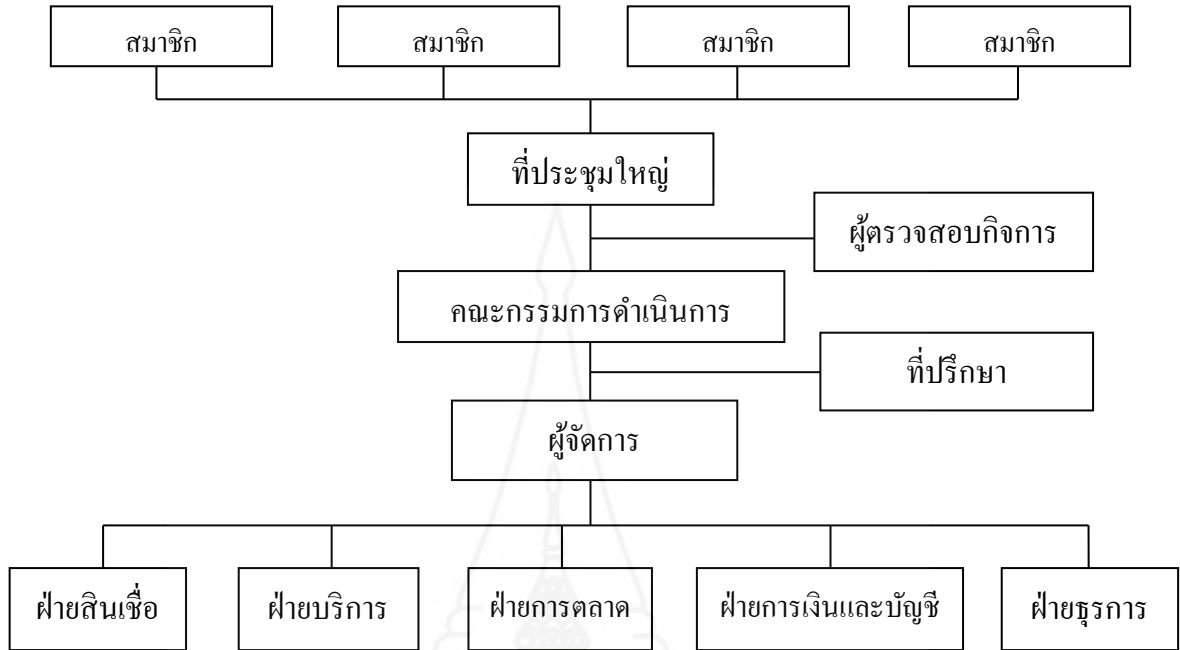 สมาชิก
สมาชิก
สมาชิก
สมาชิก
ที่ประชุมใหญ่
ผู้ตรวจสอบกิจการ
คณะกรรมการดำเนินการ
ที่ปรึกษา
ผู้จัดการ
ฝ่ายสินเชื่อ
ฝ่ายบริการ
ฝ่ายการตลาด
ฝ่ายการเงินและบัญชี
ฝ่ายธุรการ